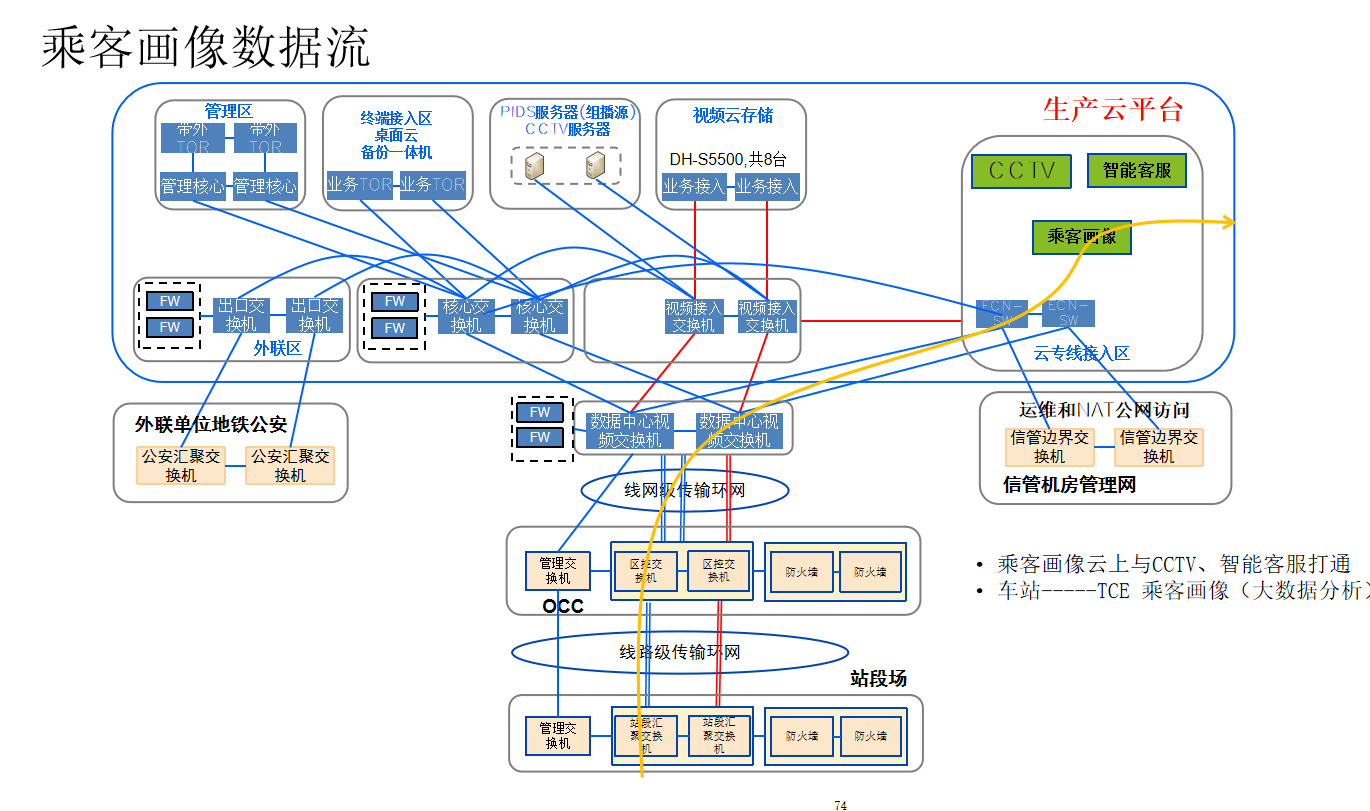 乘客画像数据流
生产云平台
管理区
带外
TOR
带外
TOR
管理核心
管理核心
终端接入区
桌面云
备份一体机
业务TOR
业务TOR
PIDS服务器(组播源)
CCTV服务器
视频云存储
DH-S5500,共8台
业务接入
业务接入
CCTV
智能客服
乘客画像
FW
FW
出口交
换机
出口交
换机
外联区
FW
FW
核心交
换机
核心交
换机
视频接入
交换机
视频接入
交换机
ECN-
SW
ECN-
SW
云专线接入区
外联单位地铁公安
公安汇聚交
换机
公安汇聚交
换机
FW
FW
数据中心视
频交换机
数据中心视
频交换机
运维和NAT公网访问
信管边界交
换机
信管边界交
换机
信管机房管理网
线网级传输环网
管理交
换机
区控交
换机
区控交
换机
防火墙
防火墙
OCC
• 乘客画像云上与CCTV、智能客服打通
• 车站-----TCE 乘客画像（大数据分析）
线路级传输环网
站段场
管理交
换机
站段汇
聚交换
机
站段汇
聚交换
机
防火墙
防火墙
74